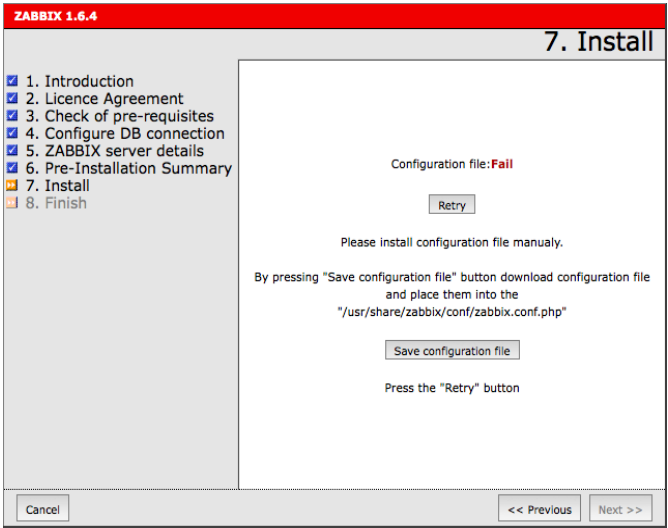 ZABBIX 1.6.4
7. Install
1. Introduction
2. Licence Agreement
3. Check of pre-requisites
4. Configure DB connection
5. ZABBIX server details
6. Pre-Installation Summary
7. Install
8. Finish
Configuration file:Fail
Retry
Please install configuration file manualy.
By pressing "Save configuration file" button download configuration file
and place them into the
"/usr/share/zabbix/conf/zabbix.conf.php"
Save configuration file
Press the "Retry" button
Cancel
<< Previous
Next >>